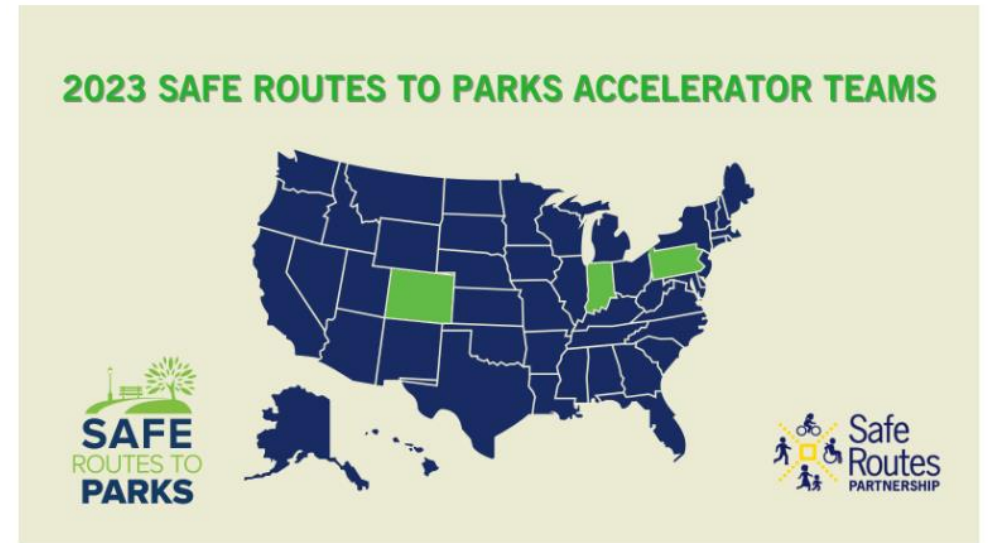 2023 SAFE ROUTES TO PARKS ACCELERATOR TEAMS
SAFE
ROUTES TO
PARKS
Safe
Routes
PARTNERSHIP